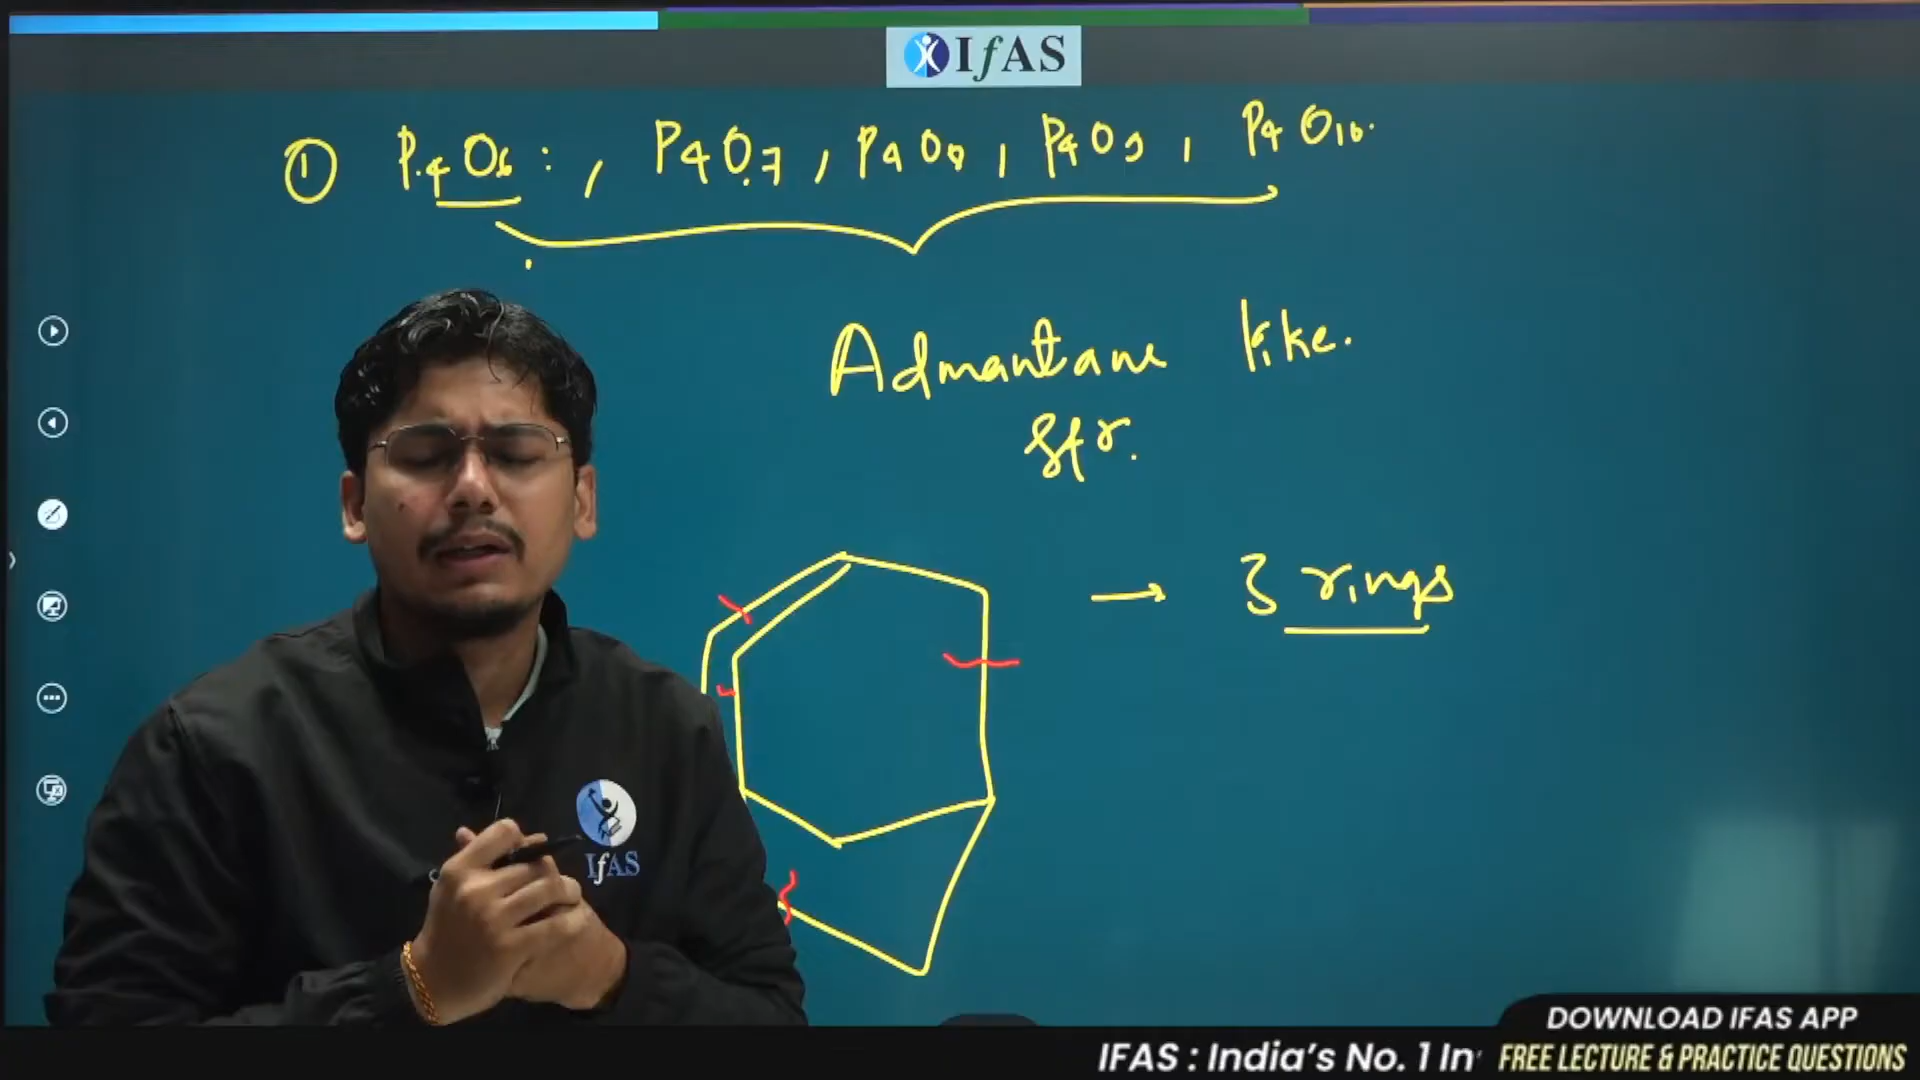 IfAS
① P4O6 : , P4O7 , P4O8 , P4O9 , P4O10.
Admantane like.
Str.
→ 3 rings
IfAS
DOWNLOAD IFAS APP
IFAS : India's No. 1 In
FREE LECTURE & PRACTICE QUESTIONS